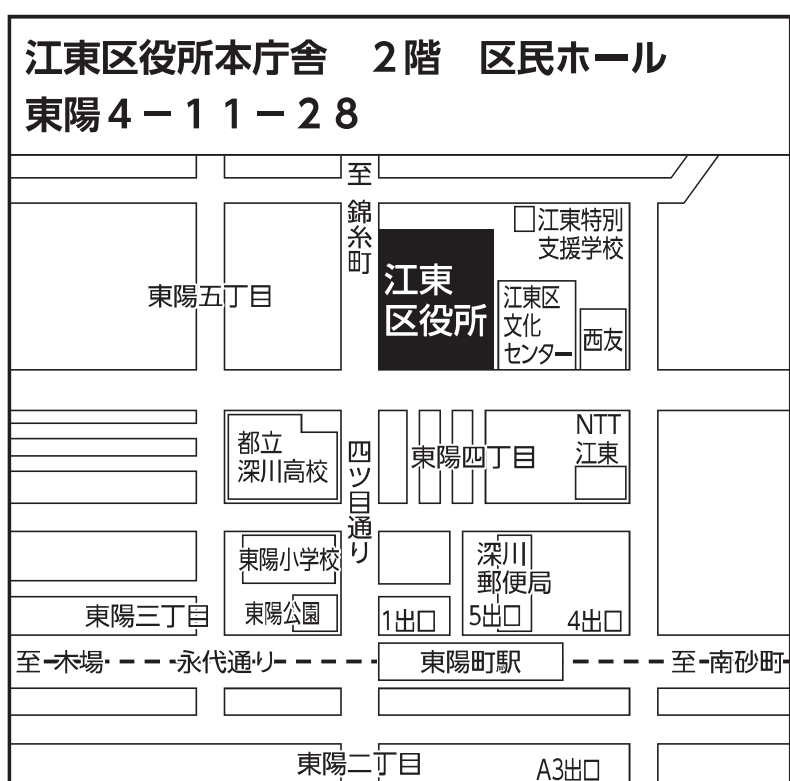 江東区役所本庁舎　２階　区民ホール
東陽４－１１－２８
至
錦糸町
江東特別
支援学校
東陽五丁目
江東
区役所
江東区
文化
センター
西友
都立
深川高校
四ツ目通り
東陽四丁目
NTT
江東
東陽小学校
深川
郵便局
東陽三丁目
東陽公園
1出口
5出口
4出口
至 木場
永代通り
東陽町駅
至 南砂町
東陽二丁目
A3出口